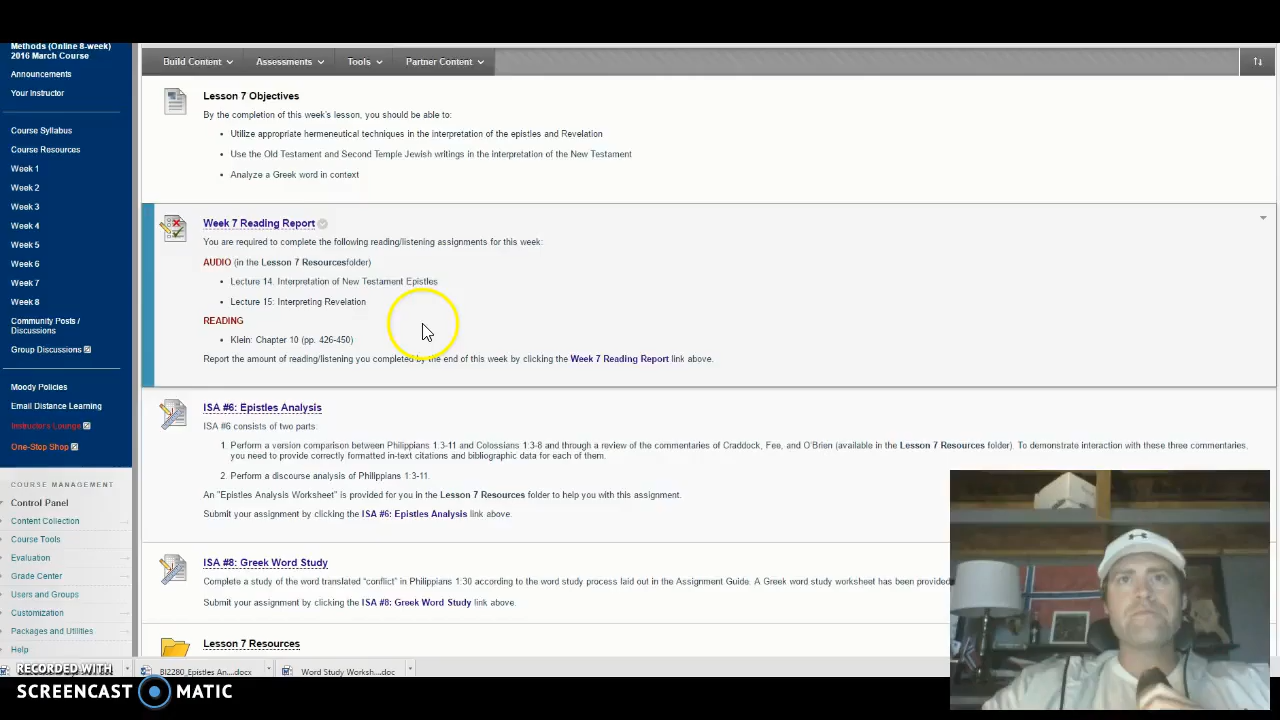 Methods (Online 8-week)
2016 March Course
Announcements
Your Instructor
Course Syllabus
Course Resources
Week 1
Week 2
Week 3
Week 4
Week 5
Week 6
Week 7
Week 8
Community Posts /
Discussions
Group Discussions
Moody Policies
Email Distance Learning
Instructor's Lounge
One-Stop Shop
COURSE MANAGEMENT
Control Panel
Content Collection
Course Tools
Evaluation
Grade Center
Users and Groups
Customization
Packages and Utilities
Help
Build Content
Assessments
Tools
Partner Content
Lesson 7 Objectives
By the completion of this week's lesson, you should be able to:
• Utilize appropriate hermeneutical techniques in the interpretation of the epistles and Revelation
• Use the Old Testament and Second Temple Jewish writings in the interpretation of the New Testament
• Analyze a Greek word in context
Week 7 Reading Report
You are required to complete the following reading/listening assignments for this week:
AUDIO (in the Lesson 7 Resourcesfolder)
• Lecture 14. Interpretation of New Testament Epistles
• Lecture 15: Interpreting Revelation
READING
• Klein: Chapter 10 (pp. 426-450)
Report the amount of reading/listening you completed by the end of this week by clicking the Week 7 Reading Report link above.
ISA #6: Epistles Analysis
ISA #6 consists of two parts:
1. Perform a version comparison between Philippians 1:3-11 and Colossians 1:3-8 and through a review of the commentaries of Craddock, Fee, and O'Brien (available in the Lesson 7 Resources folder). To demonstrate interaction with these three commentaries,
you need to provide correctly formatted in-text citations and bibliographic data for each of them.
2. Perform a discourse analysis of Philippians 1:3-11.
An "Epistles Analysis Worksheet" is provided for you in the Lesson 7 Resources folder to help you with this assignment.
Submit your assignment by clicking the ISA #6: Epistles Analysis link above.
ISA #8: Greek Word Study
Complete a study of the word translated "conflict" in Philippians 1:30 according to the word study process laid out in the Assignment Guide. A Greek word study worksheet has been provided
Submit your assignment by clicking the ISA #8: Greek Word Study link above.
Lesson 7 Resources
BI2280_Epistles An....docx
Word Study Worksh....doc
RECORDED WITH
SCREENCAST MATIC